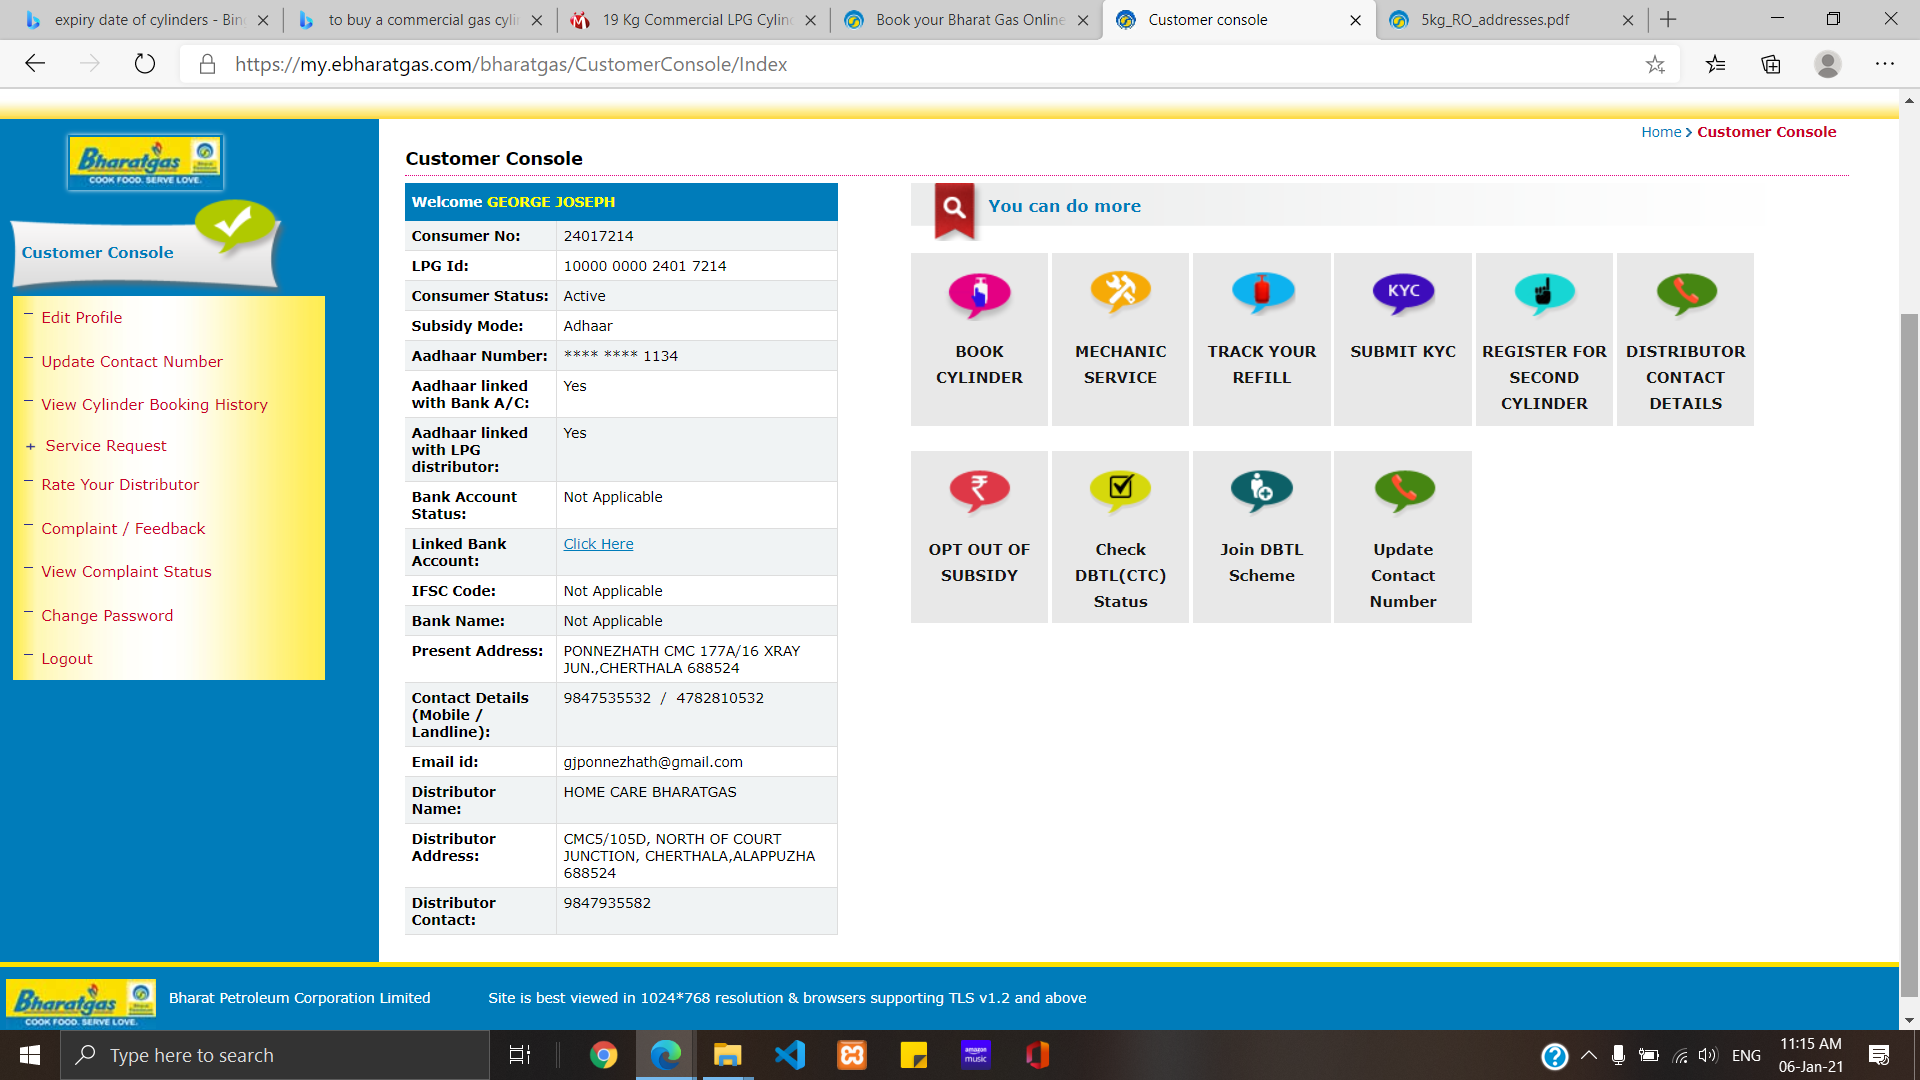 expiry date of cylinders - Bin
to buy a commercial gas cylin
19 Kg Commercial LPG Cylind
Book your Bharat Gas Online
Customer console
5kg_RO_addresses.pdf
https://my.ebharatgas.com/bharatgas/CustomerConsole/Index
Home > Customer Console
Bharatgas
COOK FOOD. SERVE LOVE.
Customer Console
Edit Profile
Update Contact Number
View Cylinder Booking History
+ Service Request
Rate Your Distributor
Complaint / Feedback
View Complaint Status
Change Password
Logout
Customer Console
Welcome GEORGE JOSEPH
Consumer No: 24017214
LPG Id: 10000 0000 2401 7214
Consumer Status: Active
Subsidy Mode: Adhaar
Aadhaar Number: **** **** 1134
Aadhaar linked Yes
with Bank A/C:
Aadhaar linked Yes
with LPG
distributor:
Bank Account Not Applicable
Status:
Linked Bank Click Here
Account:
IFSC Code: Not Applicable
Bank Name: Not Applicable
Present Address: PONNEZHATH CMC 177A/16 XRAY
JUN.,CHERTHALA 688524
Contact Details 9847535532 / 4782810532
(Mobile /
Landline):
Email id: gjponnezhath@gmail.com
Distributor HOME CARE BHARATGAS
Name:
Distributor CMC5/105D, NORTH OF COURT
Address: JUNCTION, CHERTHALA,ALAPPUZHA
688524
Distributor 9847935582
Contact:
You can do more
BOOK
CYLINDER
MECHANIC
SERVICE
TRACK YOUR
REFILL
KYC
SUBMIT KYC
REGISTER FOR
SECOND
CYLINDER
DISTRIBUTOR
CONTACT
DETAILS
₹
OPT OUT OF
SUBSIDY
Check
DBTL(CTC)
Status
Join DBTL
Scheme
Update
Contact
Number
Bharatgas
COOK FOOD. SERVE LOVE.
Bharat Petroleum Corporation Limited
Site is best viewed in 1024*768 resolution & browsers supporting TLS v1.2 and above
Type here to search
amazon
music
ENG
11:15 AM
06-Jan-21